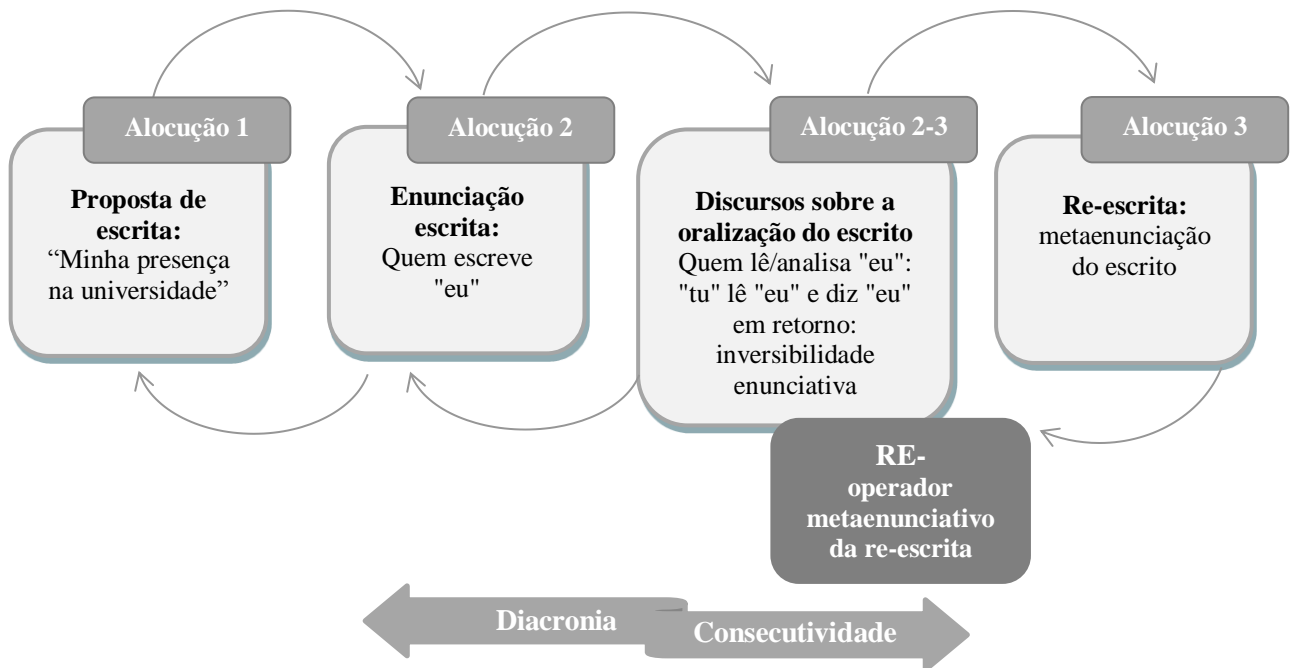 Alocução 1
Proposta de
escrita:
“Minha presença
na universidade”
Alocução 2
Enunciação
escrita:
Quem escreve
"eu"
Alocução 2-3
Discursos sobre a
oralização do escrito
Quem lê/analisa "eu":
"tu" lê "eu" e diz "eu"
em retorno:
inversibilidade
enunciativa
Alocução 3
Re-escrita:
metaenunciação
do escrito
RE-
operador
metaenunciativo
da re-escrita
Diacronia
Consecutividade